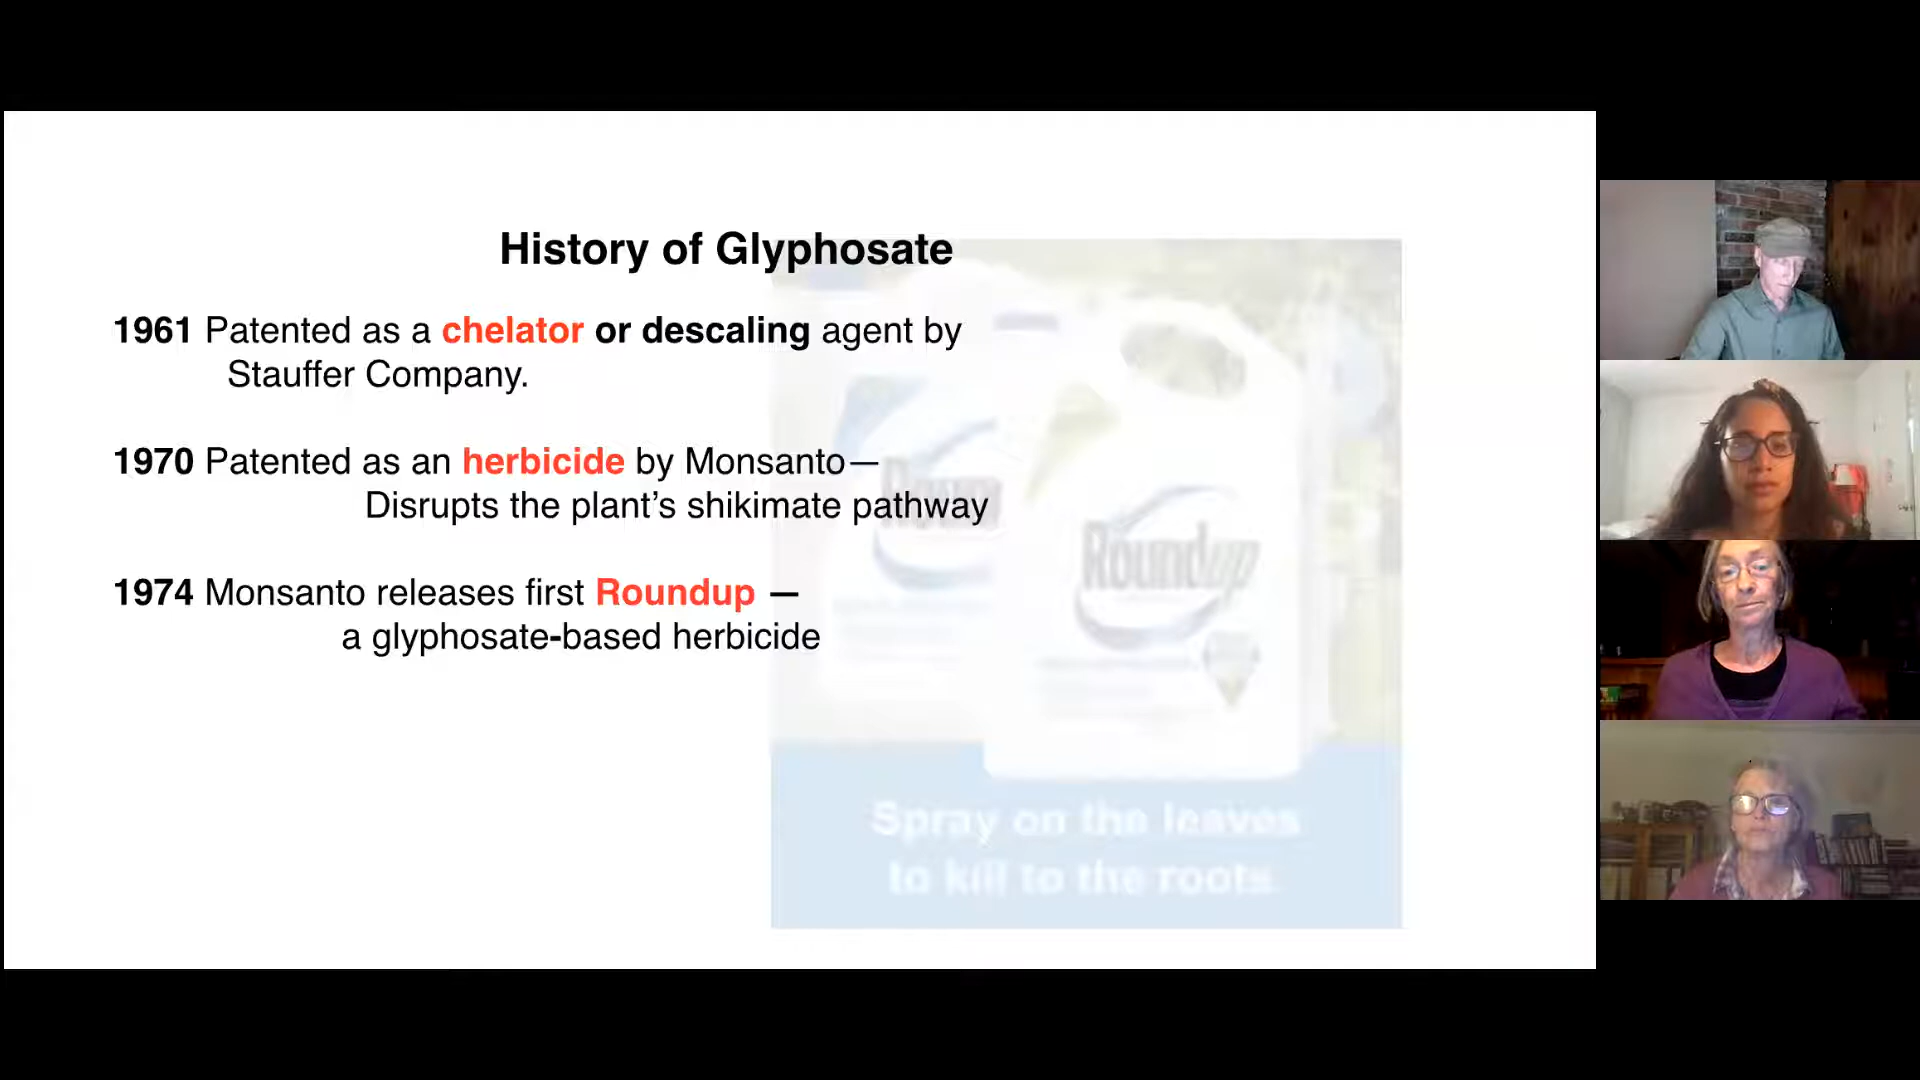 History of Glyphosate
1961 Patented as a chelator or descaling agent by
Stauffer Company.
1970 Patented as an herbicide by Monsanto—
Disrupts the plant’s shikimate pathway
1974 Monsanto releases first Roundup —
a glyphosate-based herbicide
Roundup
Spray on the leaves
to kill to the roots